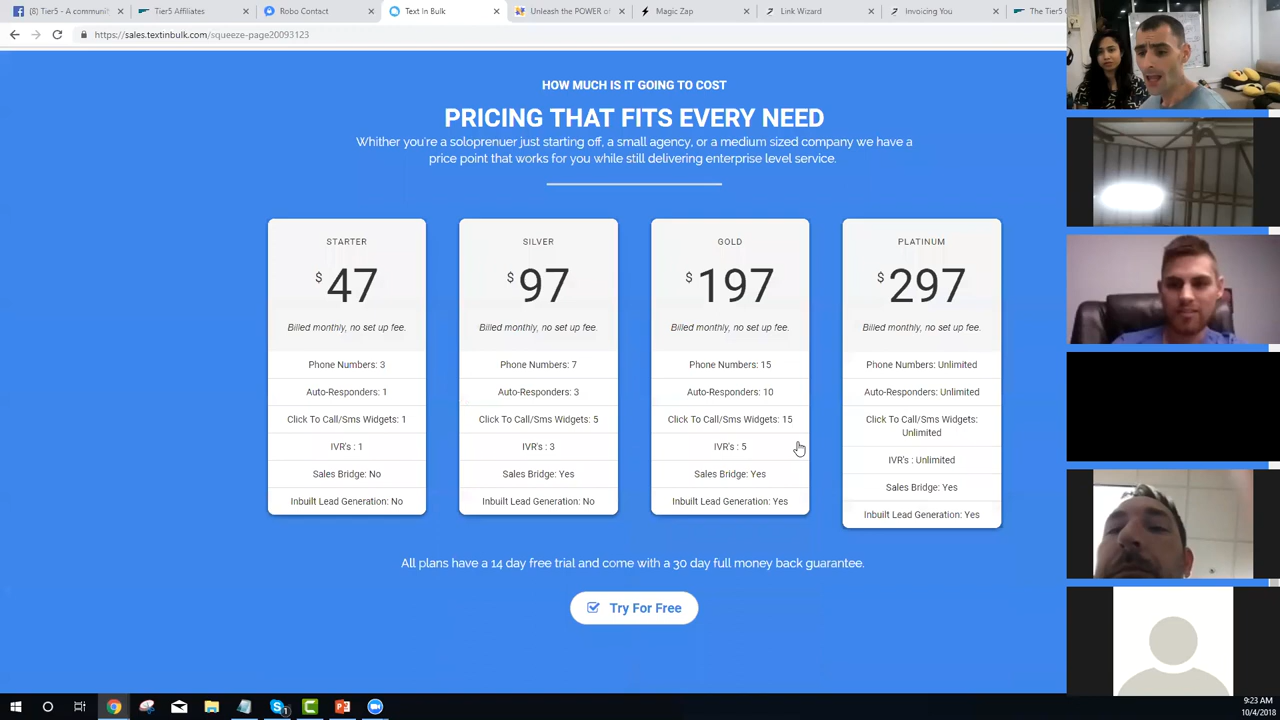 (8) Tier5 - A communit
Tier5 Affiliates
Robo Contact
Text In Bulk
Unleash the POWER of
Magic Zap
Link Wizard
Invoicing You
The Tier5
https://sales.textinbulk.com/squeeze-page20093123
HOW MUCH IS IT GOING TO COST
PRICING THAT FITS EVERY NEED
Whither you're a soloprenuer just starting off, a small agency, or a medium sized company we have a
price point that works for you while still delivering enterprise level service.
STARTER
$ 47
Billed monthly, no set up fee.
Phone Numbers: 3
Auto-Responders: 1
Click To Call/Sms Widgets: 1
IVR's : 1
Sales Bridge: No
Inbuilt Lead Generation: No
SILVER
$ 97
Billed monthly, no set up fee.
Phone Numbers: 7
Auto-Responders: 3
Click To Call/Sms Widgets: 5
IVR's : 3
Sales Bridge: Yes
Inbuilt Lead Generation: No
GOLD
$ 197
Billed monthly, no set up fee.
Phone Numbers: 15
Auto-Responders: 10
Click To Call/Sms Widgets: 15
IVR's : 5
Sales Bridge: Yes
Inbuilt Lead Generation: Yes
PLATINUM
$ 297
Billed monthly, no set up fee.
Phone Numbers: Unlimited
Auto-Responders: Unlimited
Click To Call/Sms Widgets:
Unlimited
IVR's : Unlimited
Sales Bridge: Yes
Inbuilt Lead Generation: Yes
All plans have a 14 day free trial and come with a 30 day full money back guarantee.
Try For Free
9:23 AM
10/4/2018